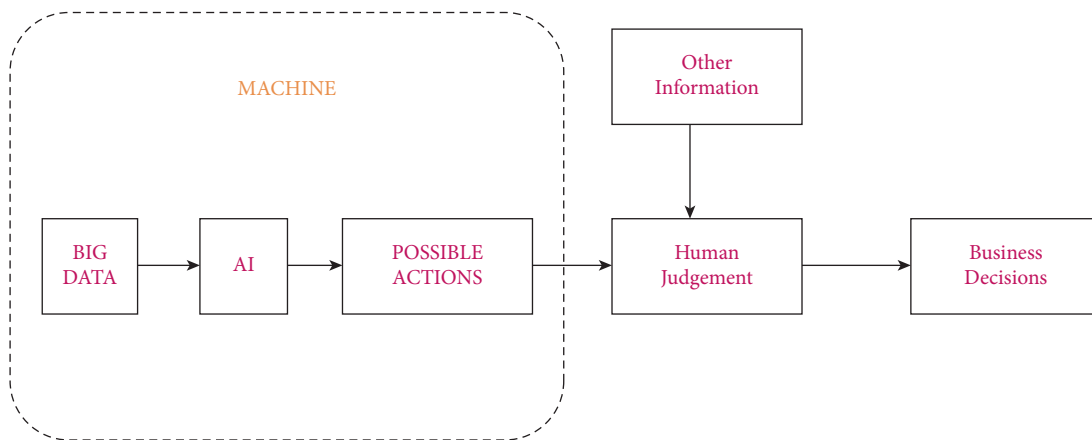 MACHINE
Other
Information
BIG
DATA
AI
POSSIBLE
ACTIONS
Human
Judgement
Business
Decisions